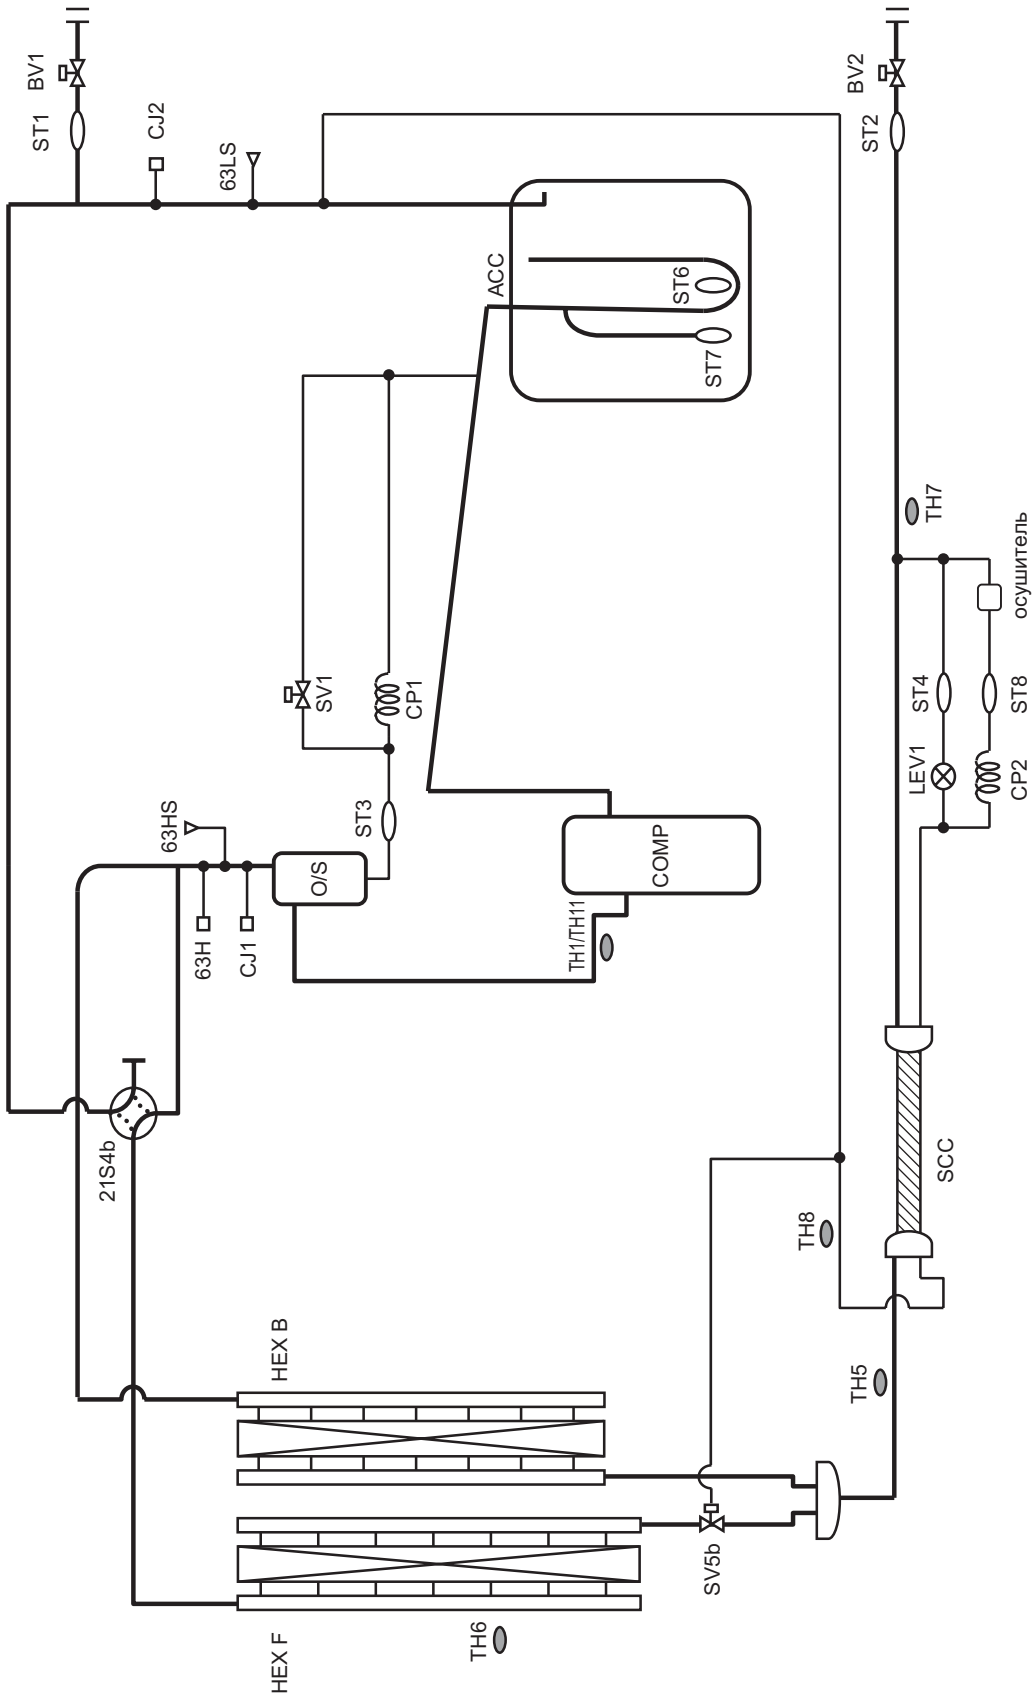 BV1
ST1
CJ2
63LS
BV2
ST2
ACC
ST6
ST7
TH7
осушитель
SV1
CP1
ST4
ST8
LEV1
CP2
ST3
63HS
O/S
COMP
63H
CJ1
TH1/TH11
21S4b
SCC
TH8
TH5
HEX B
SV5b
TH6
HEX F